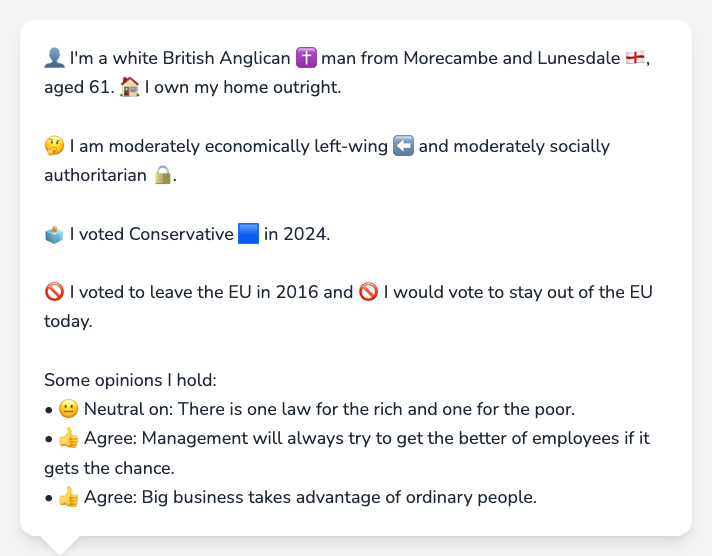 👤 I'm a white British Anglican ✝️ man from Morecambe and Lunesdale 🏴󠁧󠁢󠁥󠁮󠁧󠁿,
aged 61. 🏠 I own my home outright.
🤔 I am moderately economically left-wing ⬅️ and moderately socially
authoritarian 🔒.
🗳️ I voted Conservative 🟦 in 2024.
🚫 I voted to leave the EU in 2016 and 🚫 I would vote to stay out of the EU
today.
Some opinions I hold:
• 😐 Neutral on: There is one law for the rich and one for the poor.
• 👍 Agree: Management will always try to get the better of employees if it
gets the chance.
• 👍 Agree: Big business takes advantage of ordinary people.